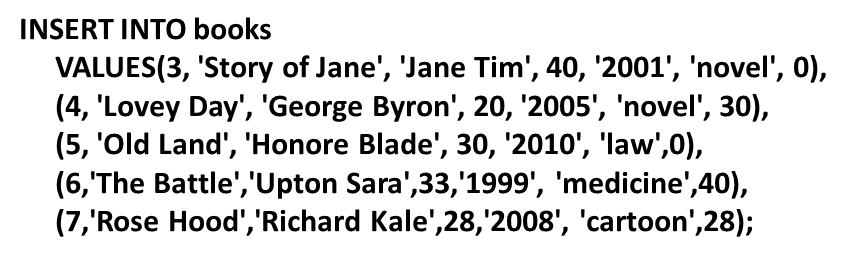 INSERT INTO books
VALUES(3, 'Story of Jane', 'Jane Tim', 40, '2001', 'novel', 0),
(4, 'Lovey Day', 'George Byron', 20, '2005', 'novel', 30),
(5, 'Old Land', 'Honore Blade', 30, '2010', 'law',0),
(6,'The Battle','Upton Sara',33,'1999', 'medicine',40),
(7,'Rose Hood','Richard Kale',28,'2008', 'cartoon',28);